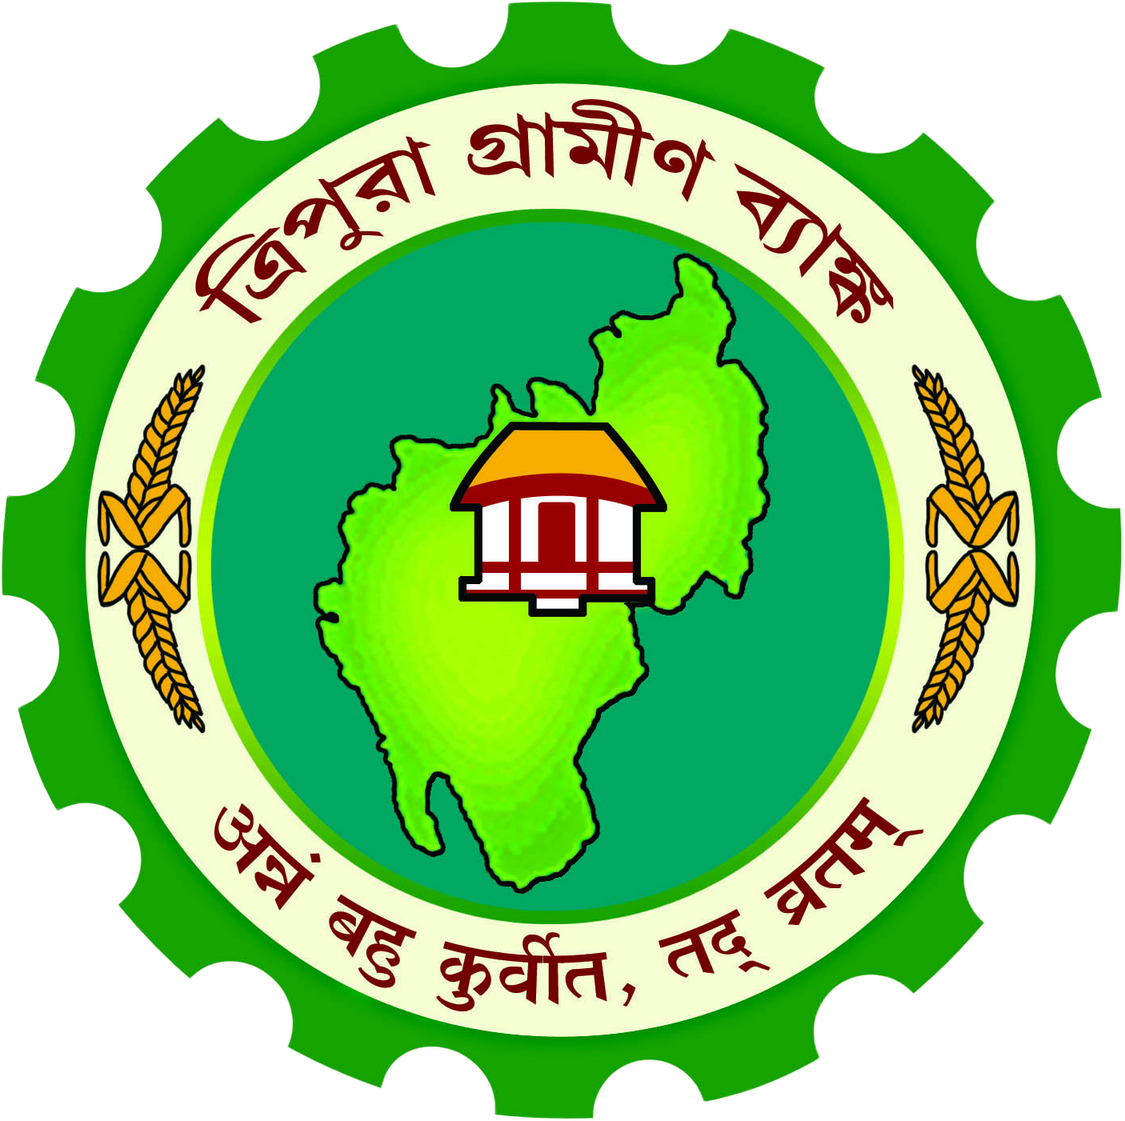 ত্রিপুরা গ্রামীণ ব্যাঙ্ক
अन्नं बहु कुर्वीत, तद् व्रतम्